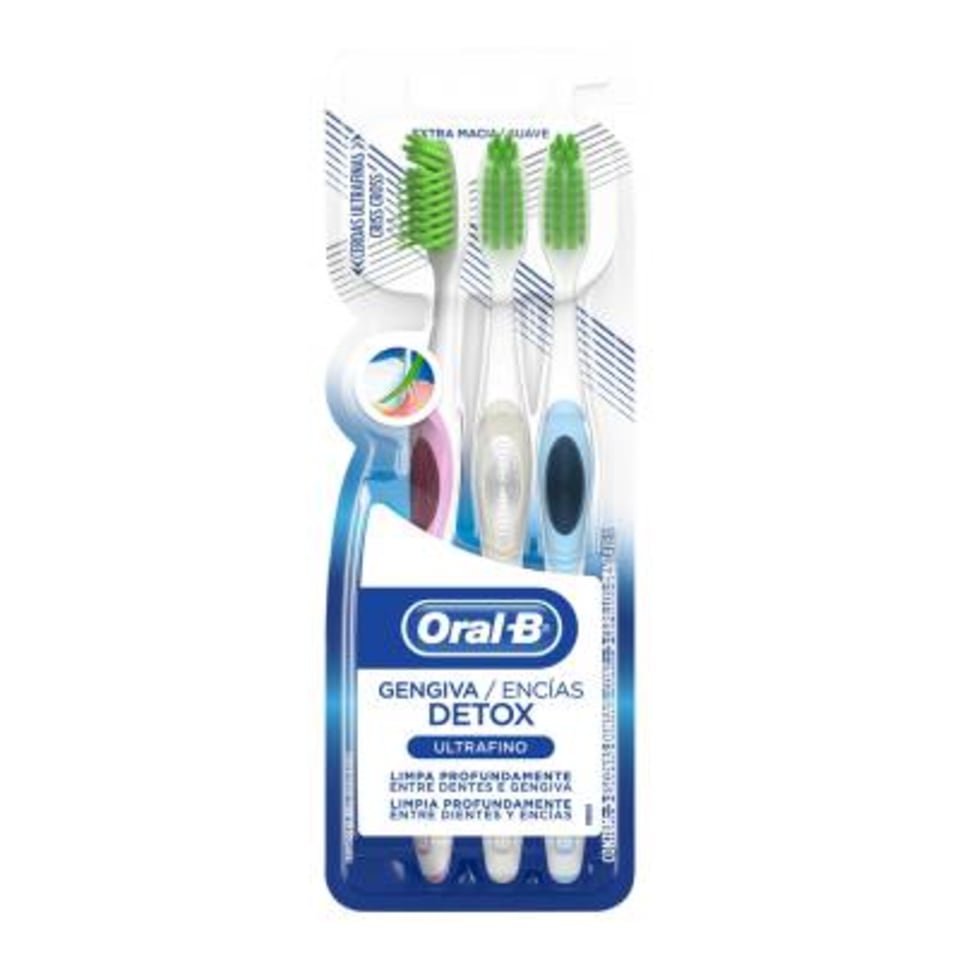 EXTRA MACIA / SUAVE
CERDAS ULTRAFINAS
CRISS CROSS
Oral-B
GENGIVA / ENCÍAS
DETOX
ULTRAFINO
LIMPA PROFUNDAMENTE
ENTRE DENTES E GENGIVA
LIMPIA PROFUNDAMENTE
ENTRE DIENTES Y ENCÍAS